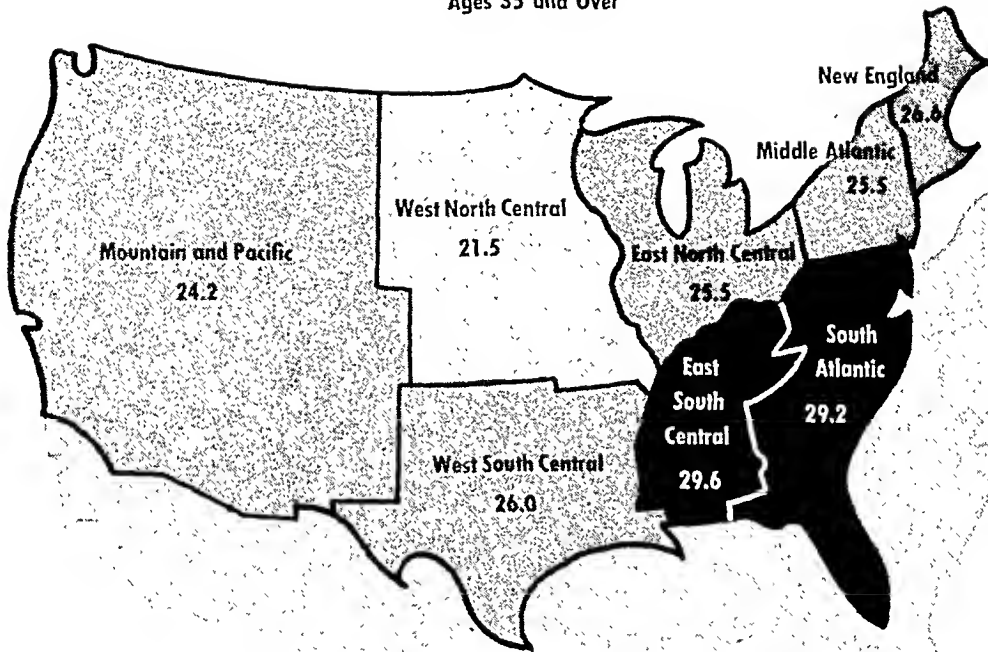 Ages 35 and Over
New England
26.6
Middle Atlantic
25.5
West North Central
21.5
East North Central
25.5
Mountain and Pacific
24.2
South
Atlantic
29.2
East
South
Central
29.6
West South Central
26.0